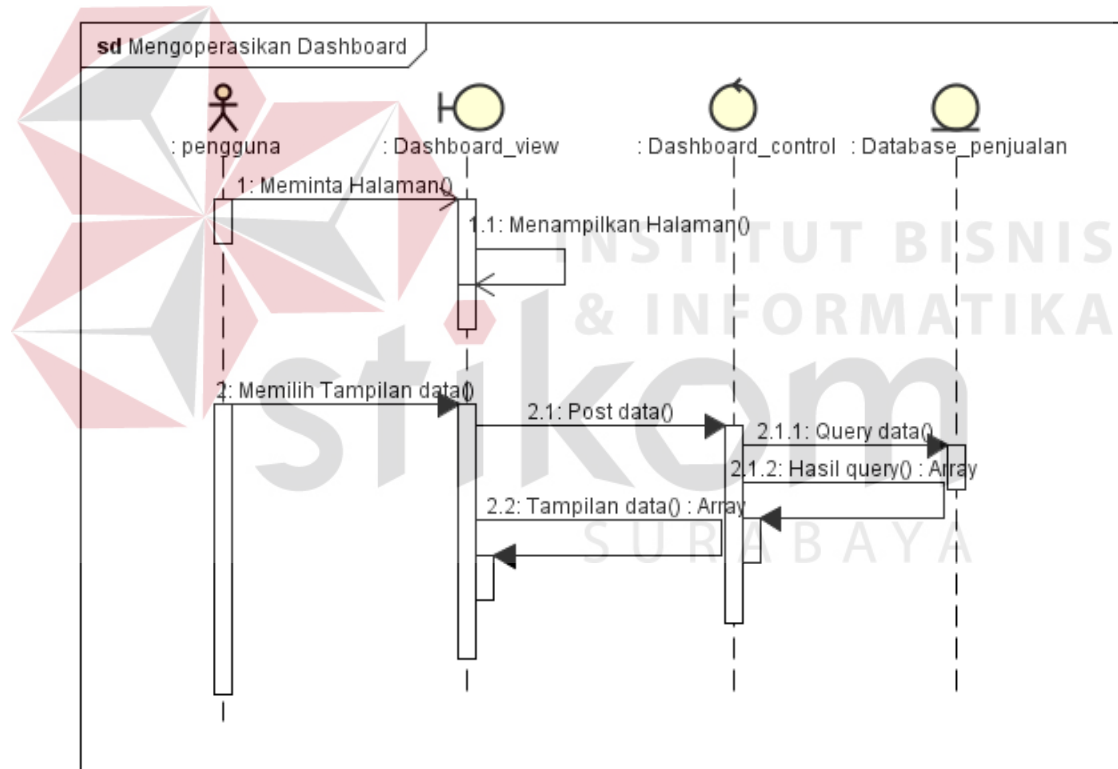 sd Mengoperasikan Dashboard
: pengguna
: Dashboard_view
: Dashboard_control
: Database_penjualan
1: Meminta Halaman()
1.1: Menampilkan Halaman()
INSTITUT BISNIS
& INFORMATIKA
stikom
SURABAYA
2: Memilih Tampilan data()
2.1: Post data()
2.1.1: Query data()
2.1.2: Hasil query() : Array
2.2: Tampilan data() : Array